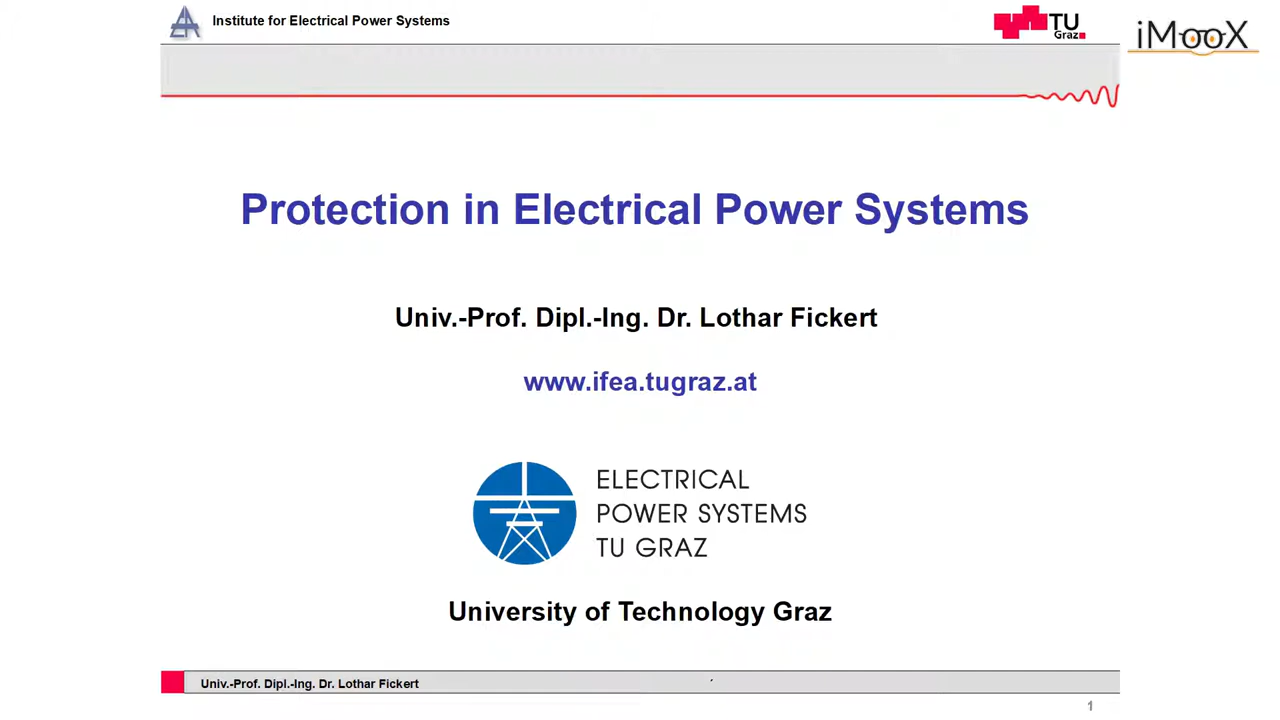 Institute for Electrical Power Systems
TU
Graz
iMooX
Protection in Electrical Power Systems
Univ.-Prof. Dipl.-Ing. Dr. Lothar Fickert
www.ifea.tugraz.at
ELECTRICAL
POWER SYSTEMS
TU GRAZ
University of Technology Graz
Univ.-Prof. Dipl.-Ing. Dr. Lothar Fickert
1